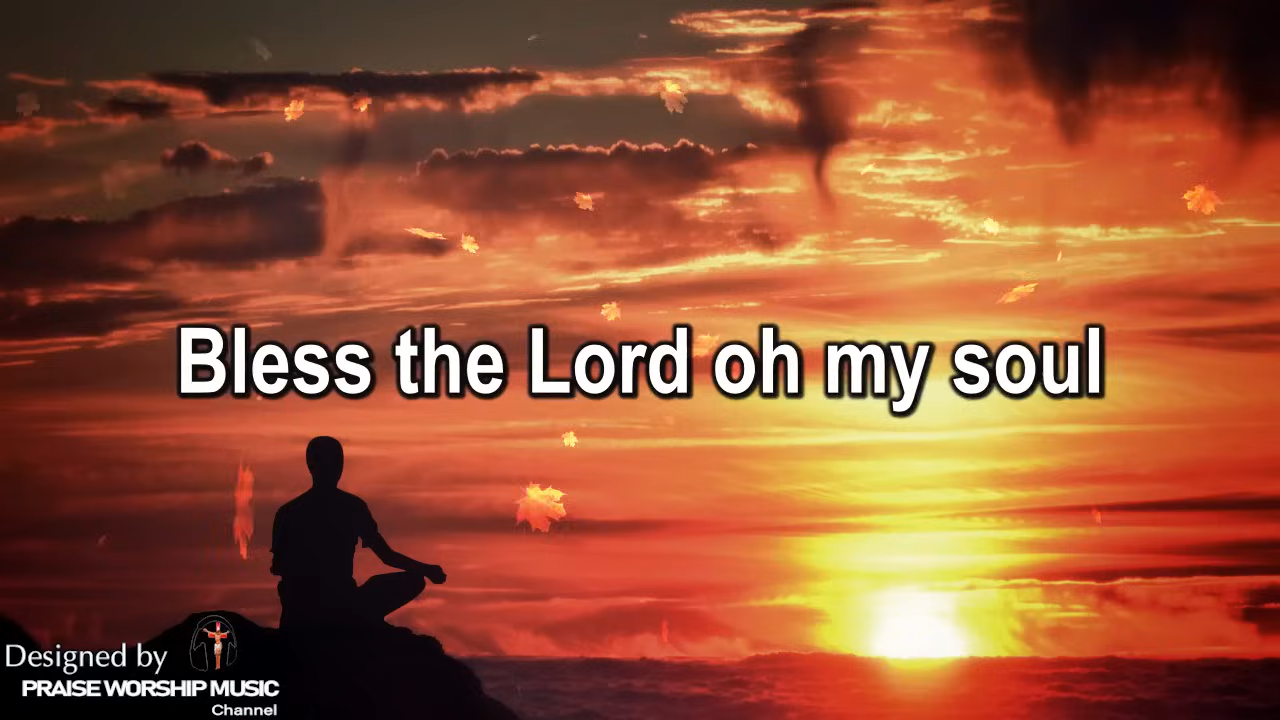 Bless the Lord oh my soul
Designed by
PRAISE WORSHIP MUSIC
Channel